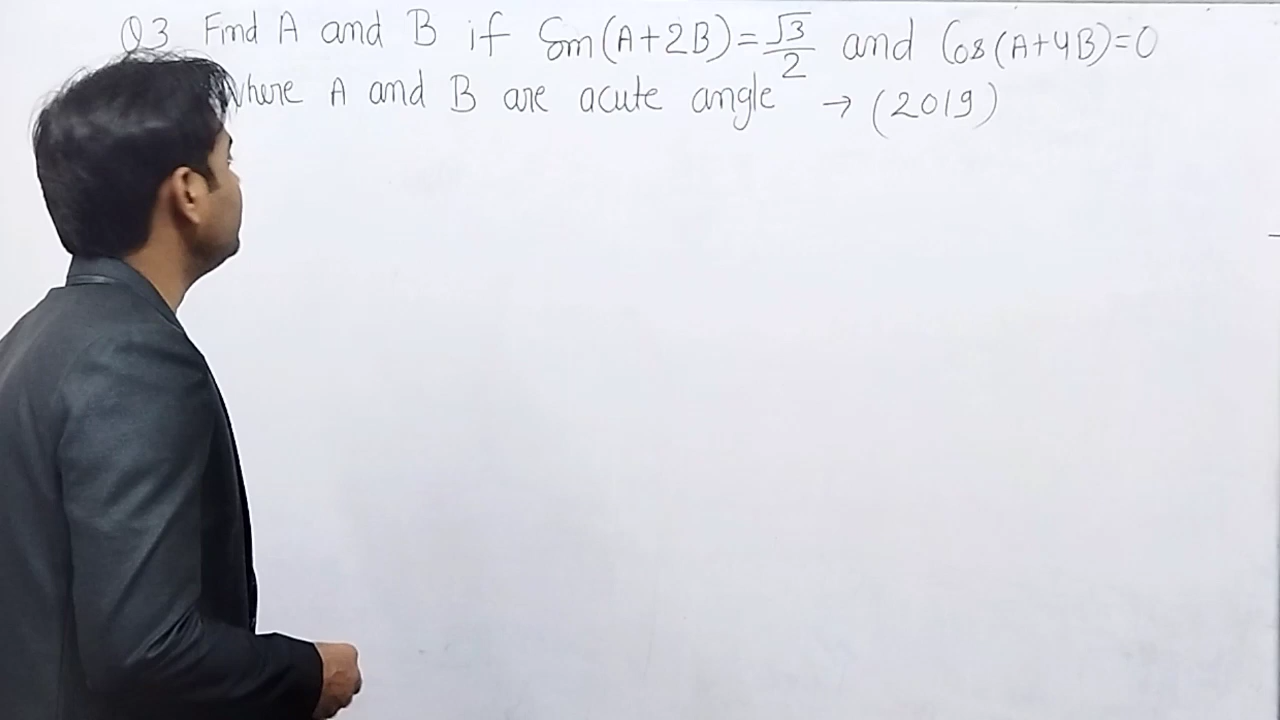 Q3 Find A and B if Sin(A+2B)=√3/2 and Cos(A+4B)=0
Where A and B are acute angle → (2019)